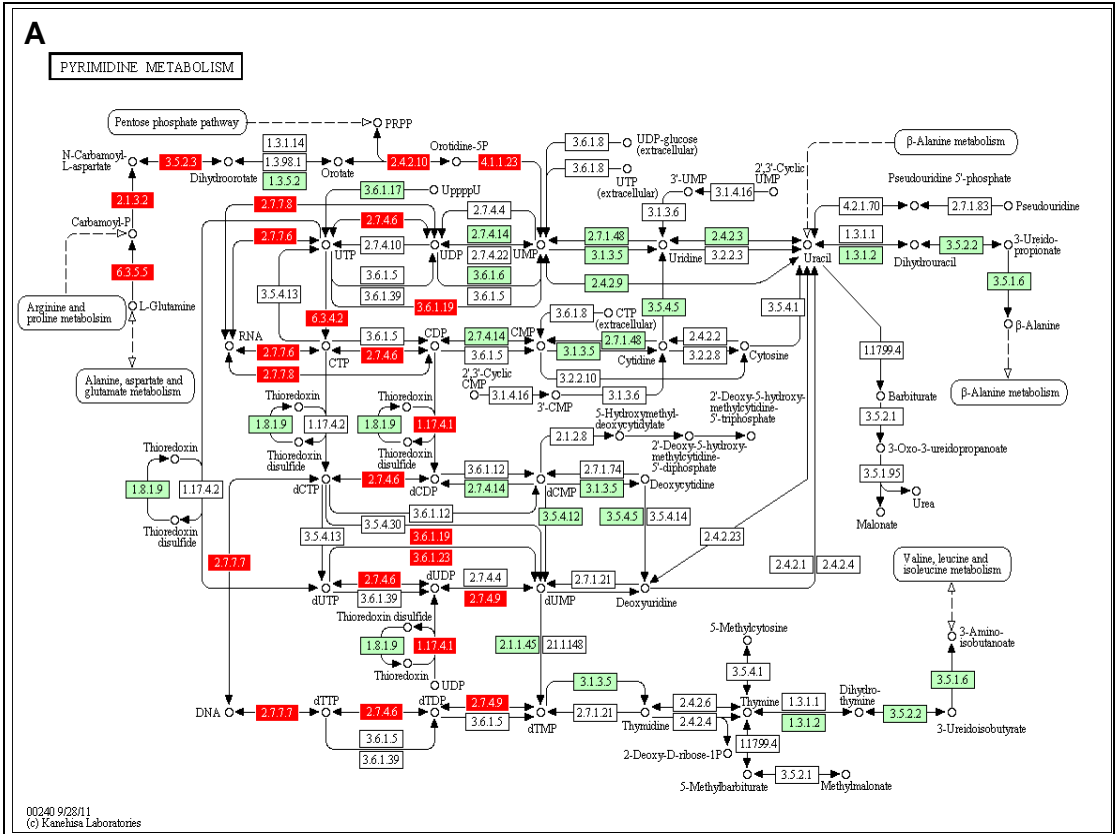 A
PYRIMIDINE METABOLISM
Pentose phosphate pathway
PRPP
N-Carbamoyl-
L-aspartate
3.5.2.3
Dihydroorotate
1.3.1.14
1.3.98.1
1.3.5.2
Orotate
2.4.2.10
Orotidine-5P
4.1.1.23
3.6.1.8
UDP-glucose
(extracellular)
3.6.1.8
UTP
(extracellular)
3'-UMP
3.1.4.16
2',3'-Cyclic
UMP
3.1.3.6
β-Alanine metabolism
Pseudouridine 5'-phosphate
4.2.1.70
2.7.1.83
Pseudouridine
2.1.3.2
Carbamoyl-P
6.3.5.5
L-Glutamine
Arginine and
proline metabolsim
Alanine, aspartate and
glutamate metabolism
3.6.1.17
UppppU
2.7.7.8
2.7.4.6
2.7.7.6
UTP
2.7.4.10
UDP
2.7.4.4
2.7.4.14
2.7.4.22
3.6.1.6
3.6.1.5
UMP
3.6.1.5
3.6.1.39
3.6.1.19
2.7.1.48
3.1.3.5
Uridine
2.4.2.3
3.2.2.3
2.4.2.9
Uracil
1.3.1.1
1.3.1.2
Dihydrouracil
3.5.2.2
3-Ureido-
propionate
3.5.1.6
β-Alanine
β-Alanine metabolism
3.5.4.13
6.3.4.2
3.5.4.5
3.5.4.1
RNA
2.7.7.6
2.7.7.8
CTP
3.6.1.5
2.7.4.6
CDP
2.7.4.14
3.6.1.5
CMP
3.6.1.8
CTP
(extracellular)
2.7.1.48
3.1.3.5
Cytidine
2.4.2.2
3.2.2.8
Cytosine
3.2.2.10
2',3'-Cyclic
CMP
3.1.4.16
3'-CMP
3.1.3.6
1.1799.4
Barbiturate
3.5.2.1
3-Oxo-3-ureidopropanoate
3.5.1.95
Urea
Malonate
Thioredoxin
1.8.1.9
1.17.4.2
Thioredoxin
disulfide
Thioredoxin
1.8.1.9
1.17.4.1
Thioredoxin
disulfide
5-Hydroxymethyl-
deoxycytidylate
2.1.2.8
2'-Deoxy-5-hydroxy-
methylcytidine-
5'-triphosphate
2'-Deoxy-5-hydroxy-
methylcytidine-
5'-diphosphate
Thioredoxin
1.8.1.9
1.17.4.2
Thioredoxin
disulfide
dCTP
2.7.4.6
dCDP
3.6.1.12
2.7.4.14
dCMP
2.7.1.74
3.1.3.5
Deoxycytidine
3.6.1.12
3.5.4.30
3.5.4.13
3.6.1.19
3.6.1.23
3.5.4.12
3.5.4.5
3.5.4.14
2.4.2.23
2.4.2.1
2.4.2.4
2.7.7.7
dUTP
2.7.4.6
3.6.1.39
dUDP
2.7.4.4
2.7.4.9
dUMP
2.7.1.21
Deoxyuridine
Thioredoxin disulfide
1.8.1.9
1.17.4.1
Thioredoxin
UDP
2.1.1.45
2.1.1.148
5-Methylcytosine
3.5.4.1
Valine, leucine and
isoleucine metabolism
3-Amino-
isobutanoate
3.5.1.6
DNA
2.7.7.7
dTTP
2.7.4.6
dTDP
2.7.4.9
3.6.1.5
dTMP
3.1.3.5
2.7.1.21
Thymidine
2.4.2.6
2.4.2.4
Thymine
1.3.1.1
1.3.1.2
Dihydro-
thymine
3.5.2.2
3-Ureidoisobutyrate
3.6.1.5
3.6.1.39
2-Deoxy-D-ribose-1P
1.1799.4
5-Methylbarbiturate
3.5.2.1
Methylmalonate
00240 9/28/11
(c) Kanehisa Laboratories